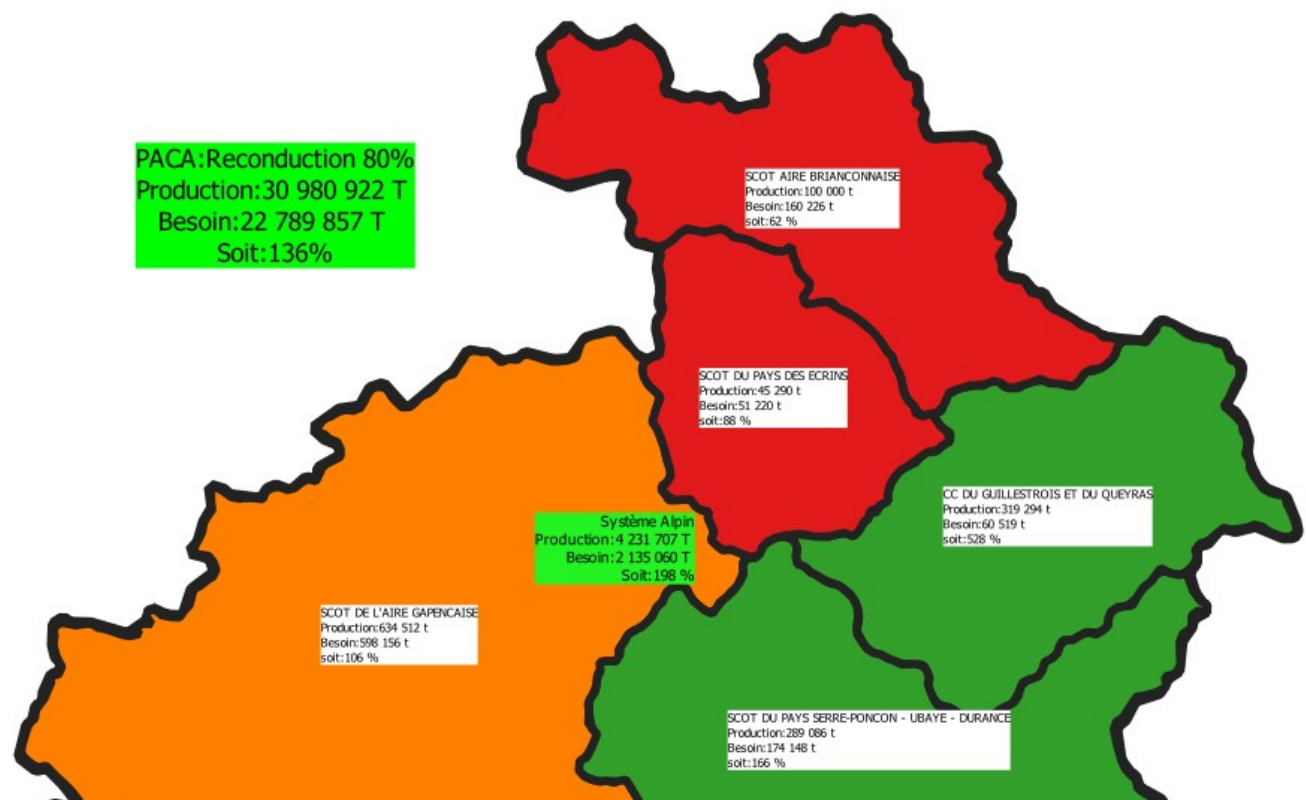 PACA:Reconduction 80%
Production:30 980 922 T
Besoin:22 789 857 T
Soit:136%
SCOT AIRE BRIANCONNAISE
Production:100 000 t
Besoin:160 226 t
soit:62 %
SCOT DU PAYS DES ECRINS
Production:45 290 t
Besoin:51 220 t
soit:88 %
CC DU GUILLESTROIS ET DU QUEYRAS
Production:319 294 t
Besoin:60 519 t
soit:528 %
Système Alpin
Production:4 231 707 T
Besoin:2 135 060 T
Soit:198 %
SCOT DE L'AIRE GAPENCAISE
Production:634 512 t
Besoin:598 156 t
soit:106 %
SCOT DU PAYS SERRE-PONCON - UBAYE - DURANCE
Production:289 086 t
Besoin:174 148 t
soit:166 %